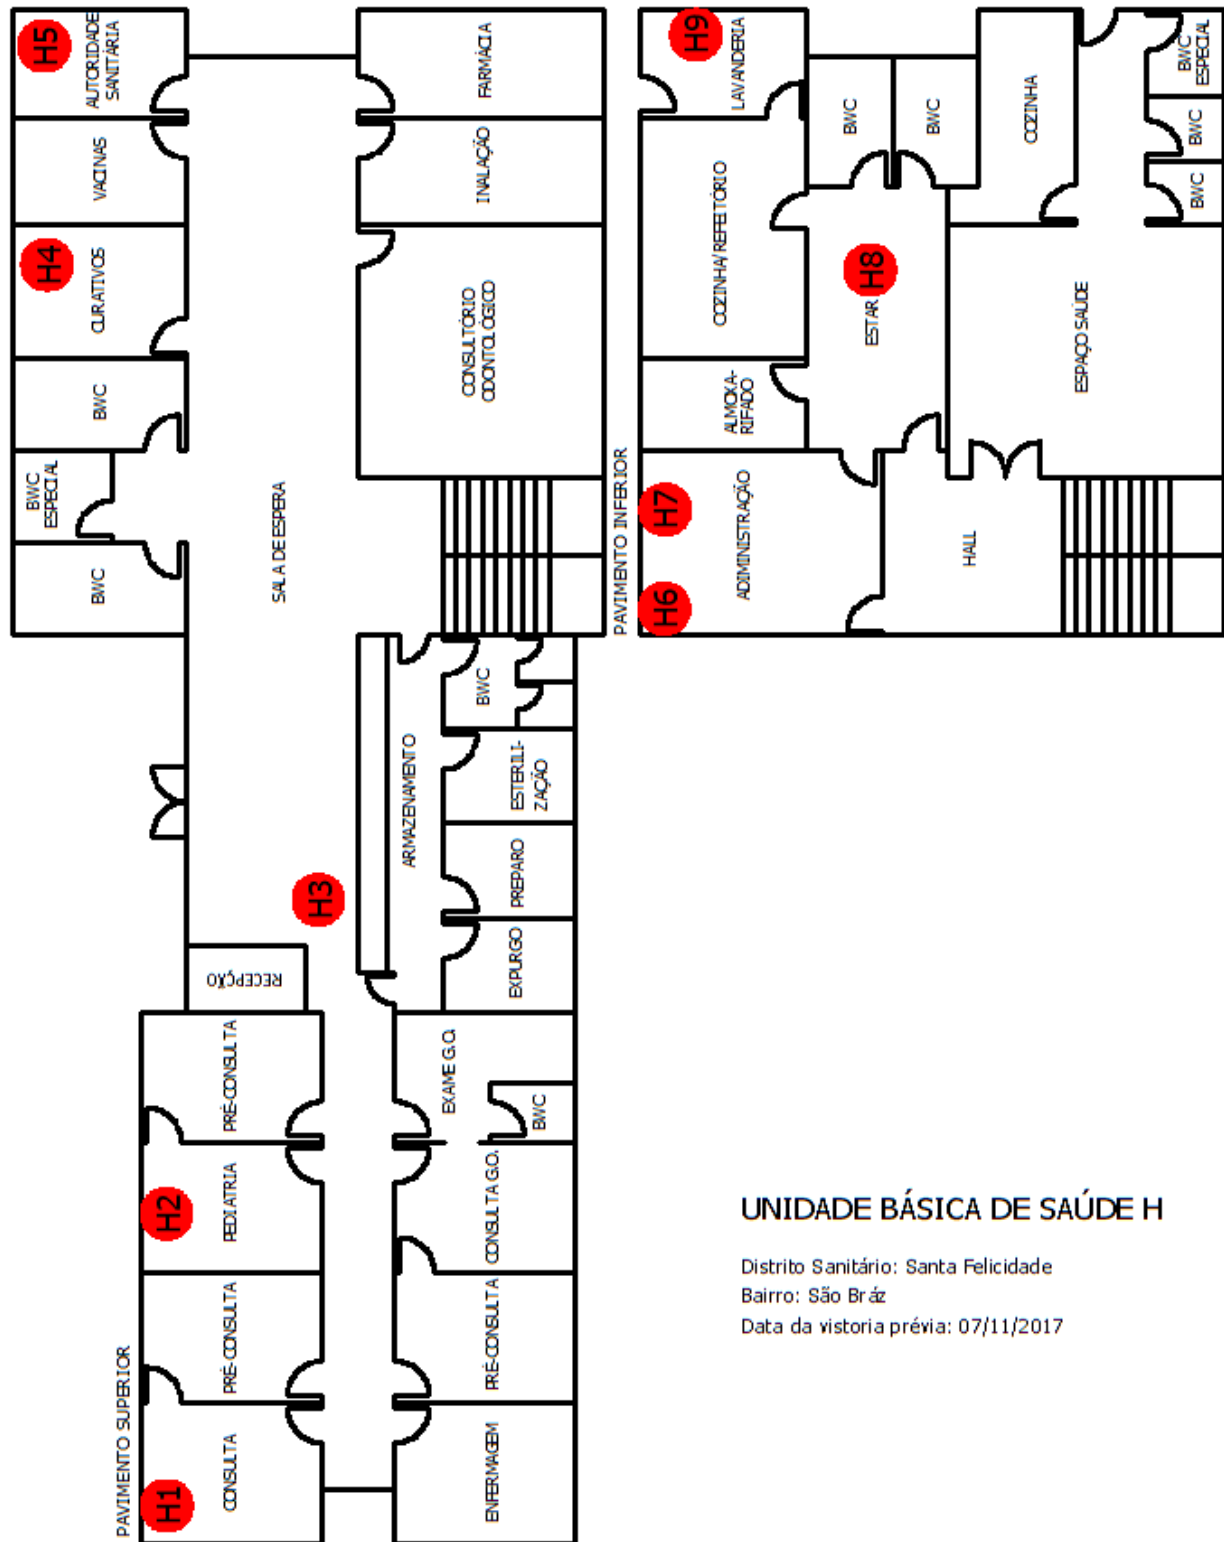 PAVIMENTO SUPERIOR
H1
CONSULTA
PRÉ-CONSULTA
H2
PEDIATRIA
PRÉ-CONSULTA
RECEPÇÃO
ENFERMAGEM
PRÉ-CONSULTA
CONSULTA G.O.
EXAME G.O.
BWC
H3
EXPURGO
PREPARO
ESTERILI-
ZAÇÃO
ARMAZENAMENTO
BWC
SALA DE ESPERA
BWC
BWC
ESPECIAL
BWC
H4
CURATIVOS
VACINAS
H5
AUTORIDADE
SANITÁRIA
CONSULTÓRIO
ODONTOLÓGICO
INALAÇÃO
FARMÁCIA
PAVIMENTO INFERIOR
H6
H7
ADIMINISTRAÇÃO
HALL
ALMOXA-
RIFADO
COZINHA/REFEITÓRIO
H9
LAVANDERIA
ESTAR
H8
BWC
BWC
COZINHA
ESPAÇO SAÚDE
BWC
BWC
BWC
ESPECIAL
UNIDADE BÁSICA DE SAÚDE H
Distrito Sanitário: Santa Felicidade
Bairro: São Bráz
Data da vistoria prévia: 07/11/2017